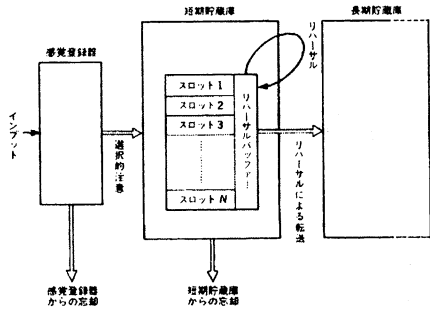 短期貯蔵庫
長期貯蔵庫
感覚登録器
リハーサル
スロット1
スロット2
スロット3
スロットN
リハーサルバッファー
インプット
選択的注意
リハーサルによる転送
感覚登録器
からの忘却
短期貯蔵庫
からの忘却